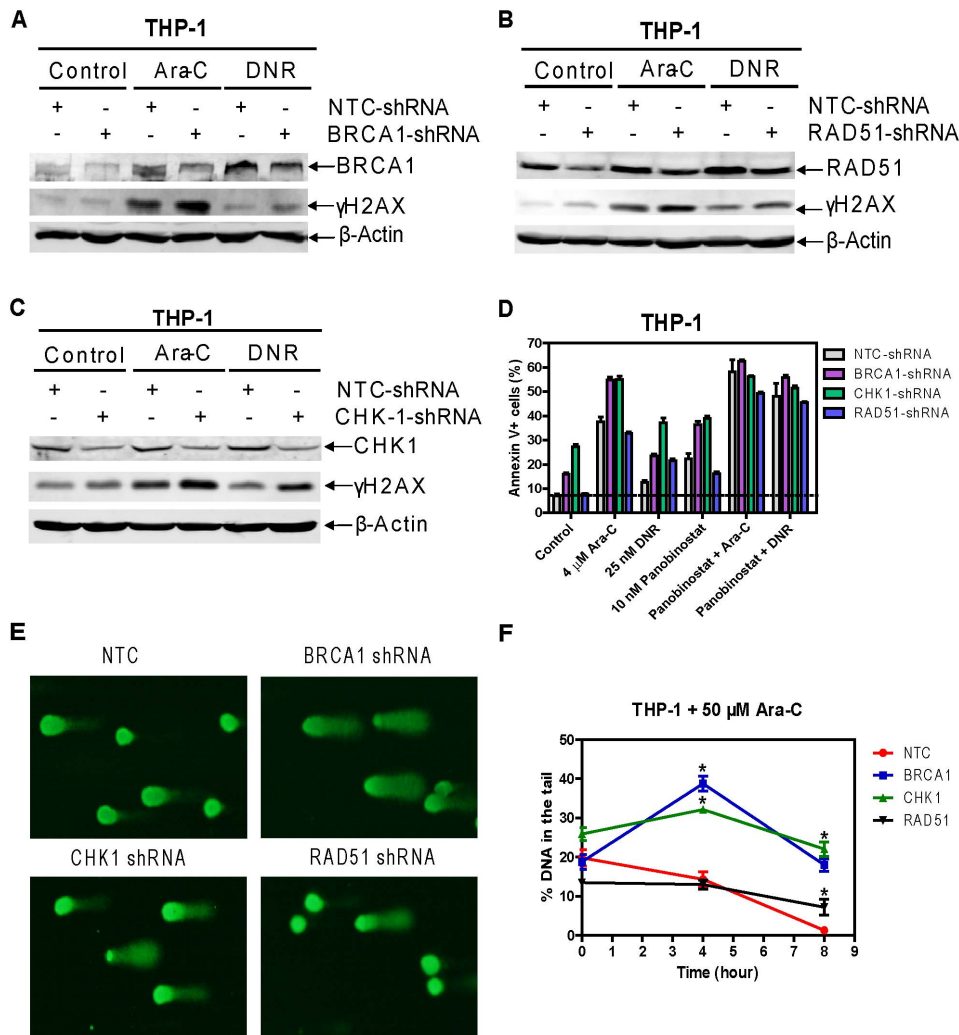 A
THP-1
Control Ara-C DNR
+ - + - + - NTC-shRNA
- + - + - + BRCA1-shRNA
BRCA1
γH2AX
β-Actin
B
THP-1
Control Ara-C DNR
+ - + - + - NTC-shRNA
- + - + - + RAD51-shRNA
RAD51
γH2AX
β-Actin
C
THP-1
Control Ara-C DNR
+ - + - + - NTC-shRNA
- + - + - + CHK-1-shRNA
CHK1
γH2AX
β-Actin
D
THP-1
Annexin V+ cells (%)
70
60
50
40
30
20
10
0
Control
4 μM Ara-C
25 nM DNR
10 nM Panobinostat
Panobinostat + Ara-C
Panobinostat + DNR
NTC-shRNA
BRCA1-shRNA
CHK1-shRNA
RAD51-shRNA
E
NTC BRCA1 shRNA
CHK1 shRNA RAD51 shRNA
F
THP-1 + 50 μM Ara-C
% DNA in the tail
50
40
30
20
10
0
* * * *
0 1 2 3 4 5 6 7 8 9
Time (hour)
NTC
BRCA1
CHK1
RAD51